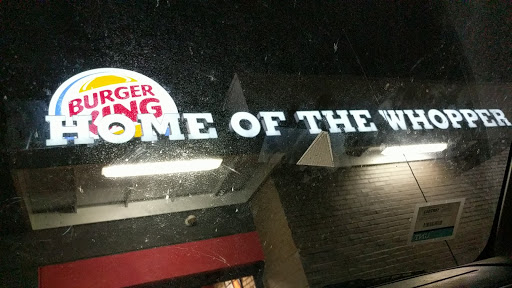 BURGER
KING
HOME OF THE WHOPPER